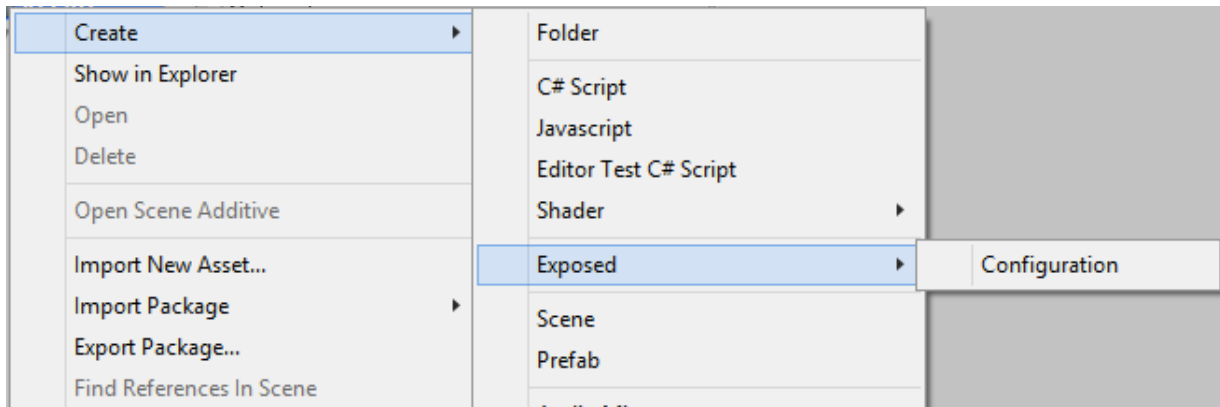 Create
Show in Explorer
Open
Delete
Open Scene Additive
Import New Asset...
Import Package
Export Package...
Find References In Scene
Folder
C# Script
Javascript
Editor Test C# Script
Shader
Exposed
Scene
Prefab
Configuration